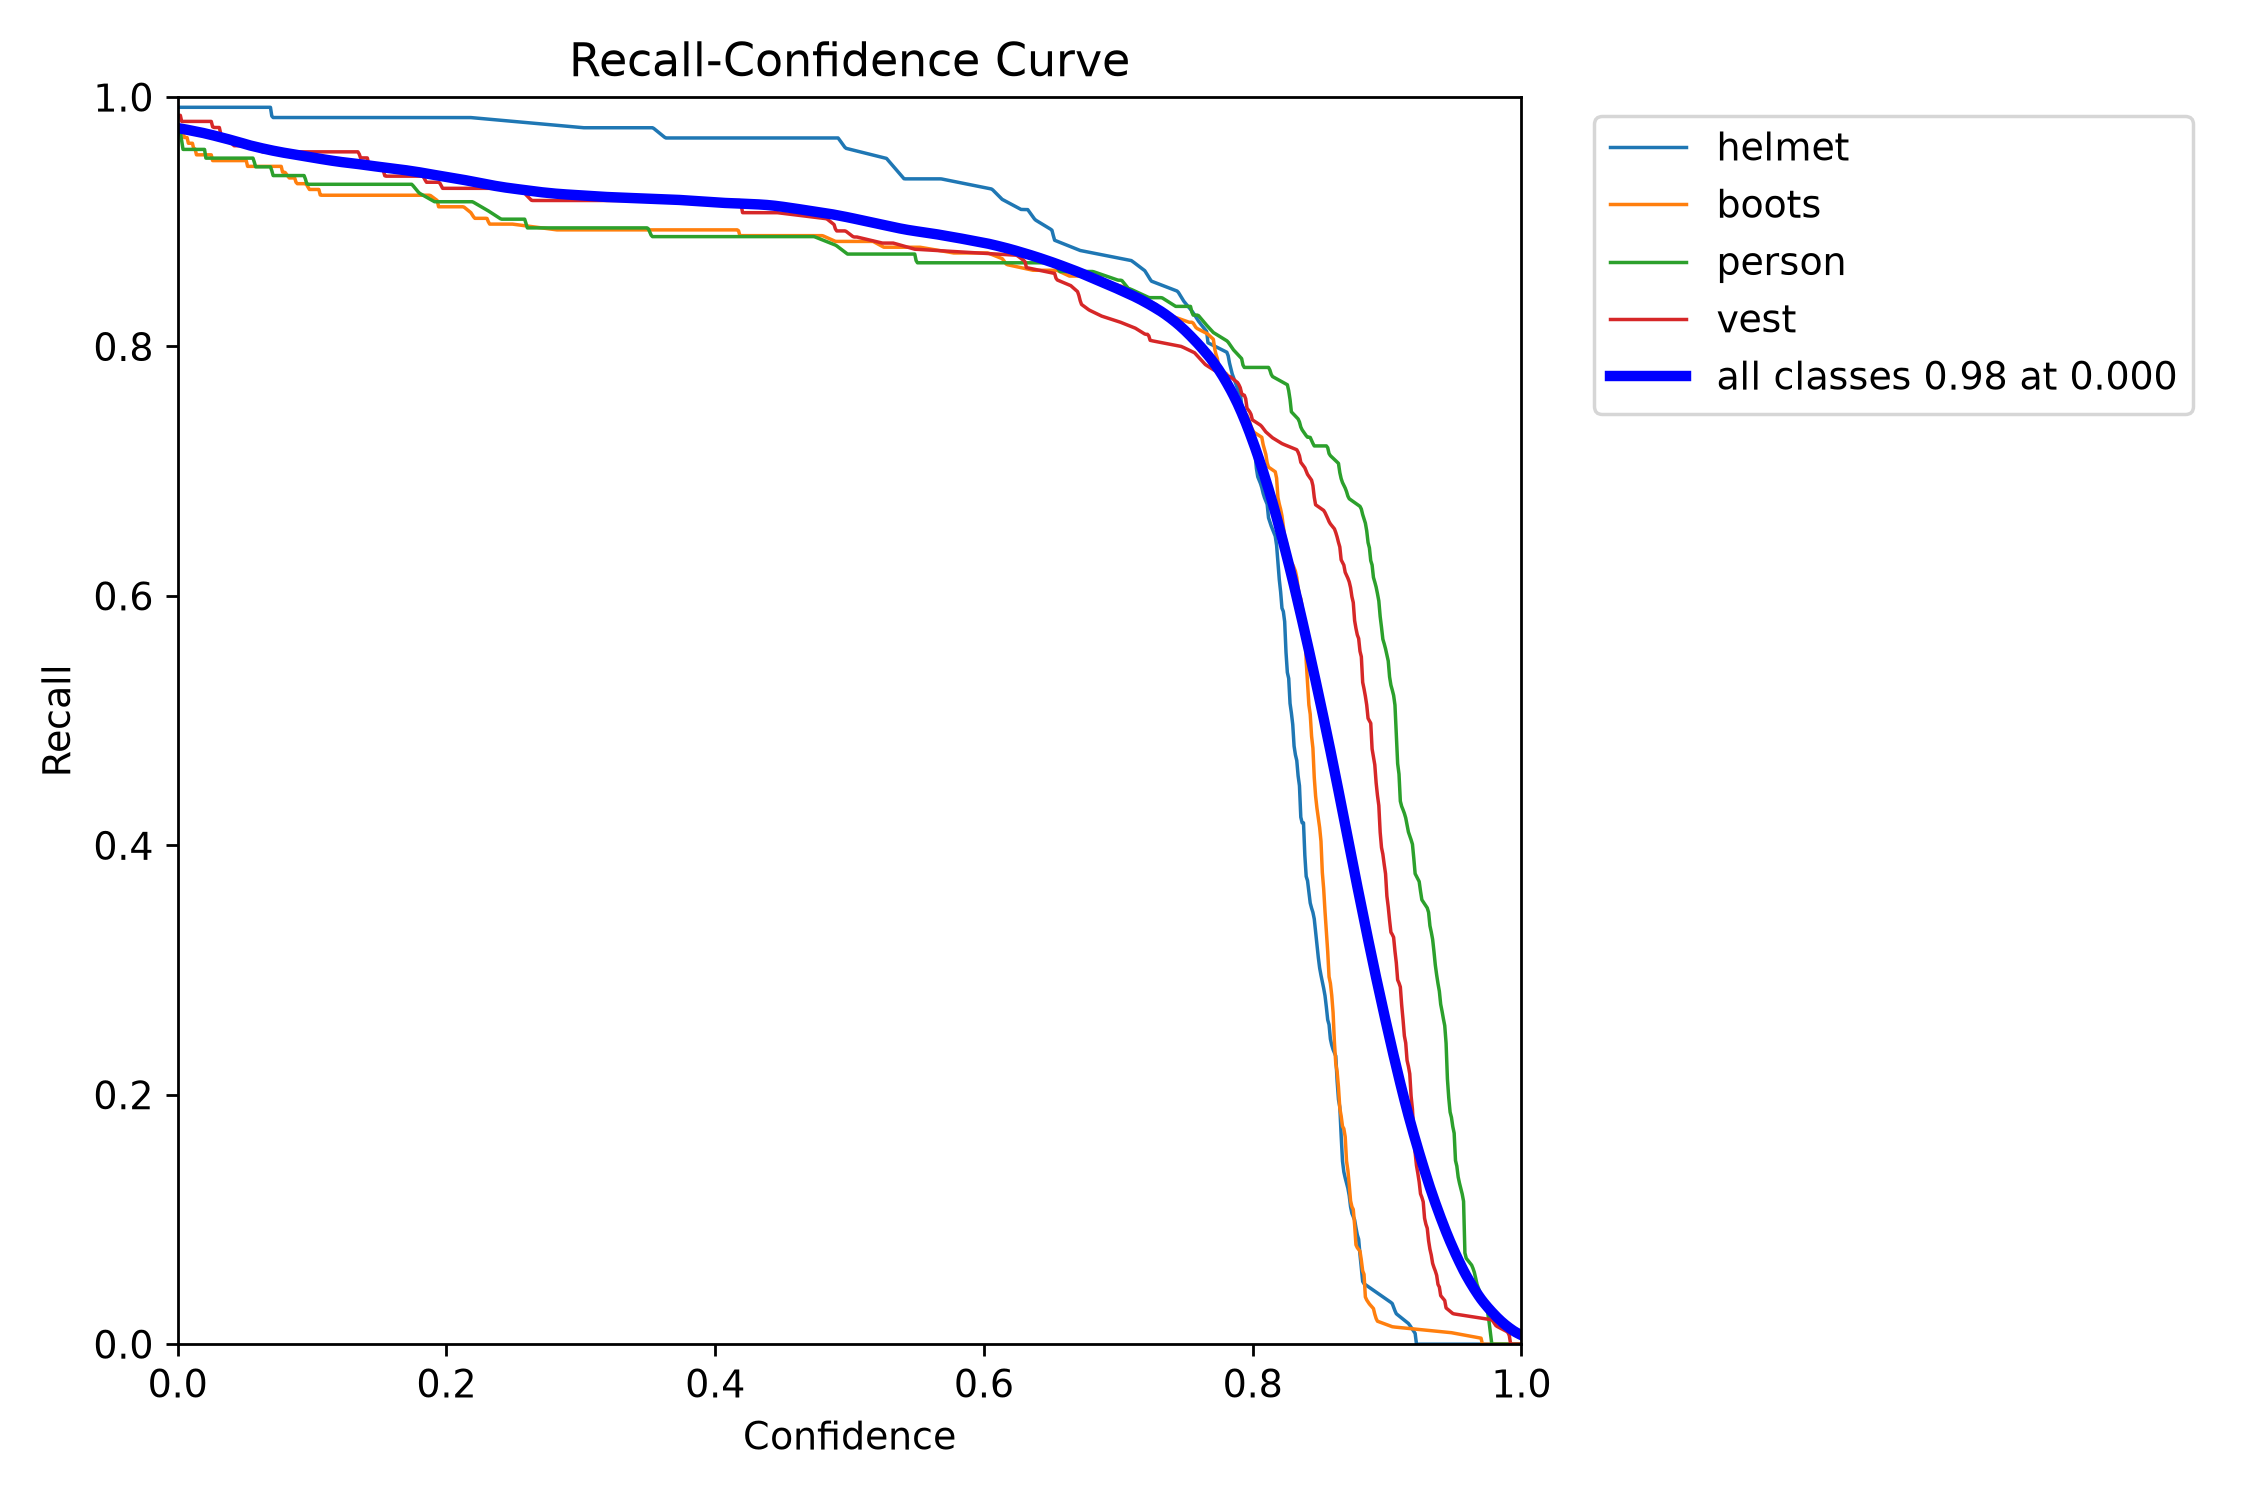 Recall-Confidence Curve
1.0
0.8
0.6
0.4
0.2
0.0
Recall
0.0 0.2 0.4 0.6 0.8 1.0
Confidence
helmet
boots
person
vest
all classes 0.98 at 0.000